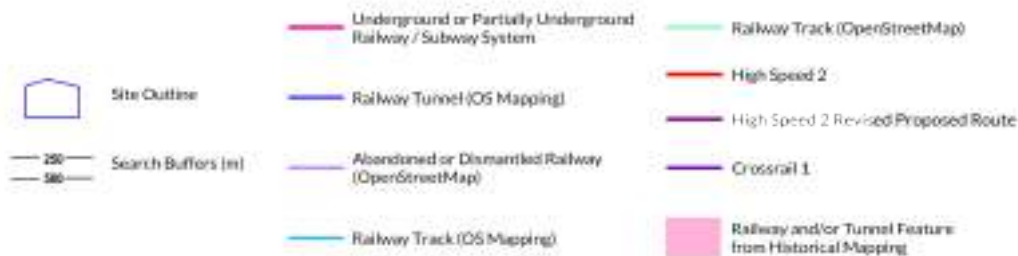 Site Outline
250
500
Search Buffers (m)
Underground or Partially Underground
Railway / Subway System
Railway Tunnel (OS Mapping)
Abandoned or Dismantled Railway
(OpenStreetMap)
Railway Track (OS Mapping)
Railway Track (OpenStreetMap)
High Speed 2
High Speed 2 Revised Proposed Route
Crossrail 1
Railway and/or Tunnel Feature
from Historical Mapping